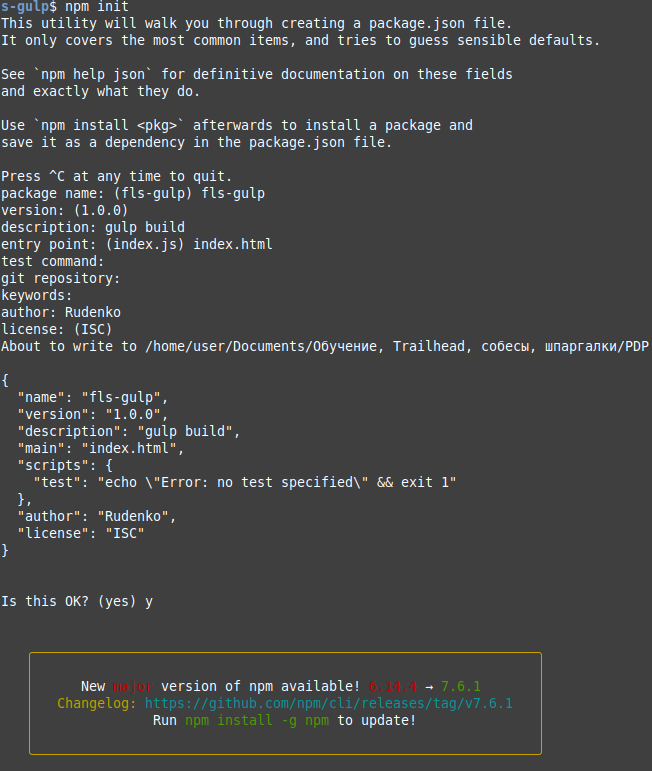 s-gulp$ npm init
This utility will walk you through creating a package.json file.
It only covers the most common items, and tries to guess sensible defaults.
See `npm help json` for definitive documentation on these fields
and exactly what they do.
Use `npm install <pkg>` afterwards to install a package and
save it as a dependency in the package.json file.
Press ^C at any time to quit.
package name: (fls-gulp) fls-gulp
version: (1.0.0)
description: gulp build
entry point: (index.js) index.html
test command:
git repository:
keywords:
author: Rudenko
license: (ISC)
About to write to /home/user/Documents/Обучение, Trailhead, собесы, шпаргалки/PDP
{
  "name": "fls-gulp",
  "version": "1.0.0",
  "description": "gulp build",
  "main": "index.html",
  "scripts": {
    "test": "echo \"Error: no test specified\" && exit 1"
  },
  "author": "Rudenko",
  "license": "ISC"
}
Is this OK? (yes) y
New major version of npm available! 6.14.4 → 7.6.1
Changelog: https://github.com/npm/cli/releases/tag/v7.6.1
Run npm install -g npm to update!